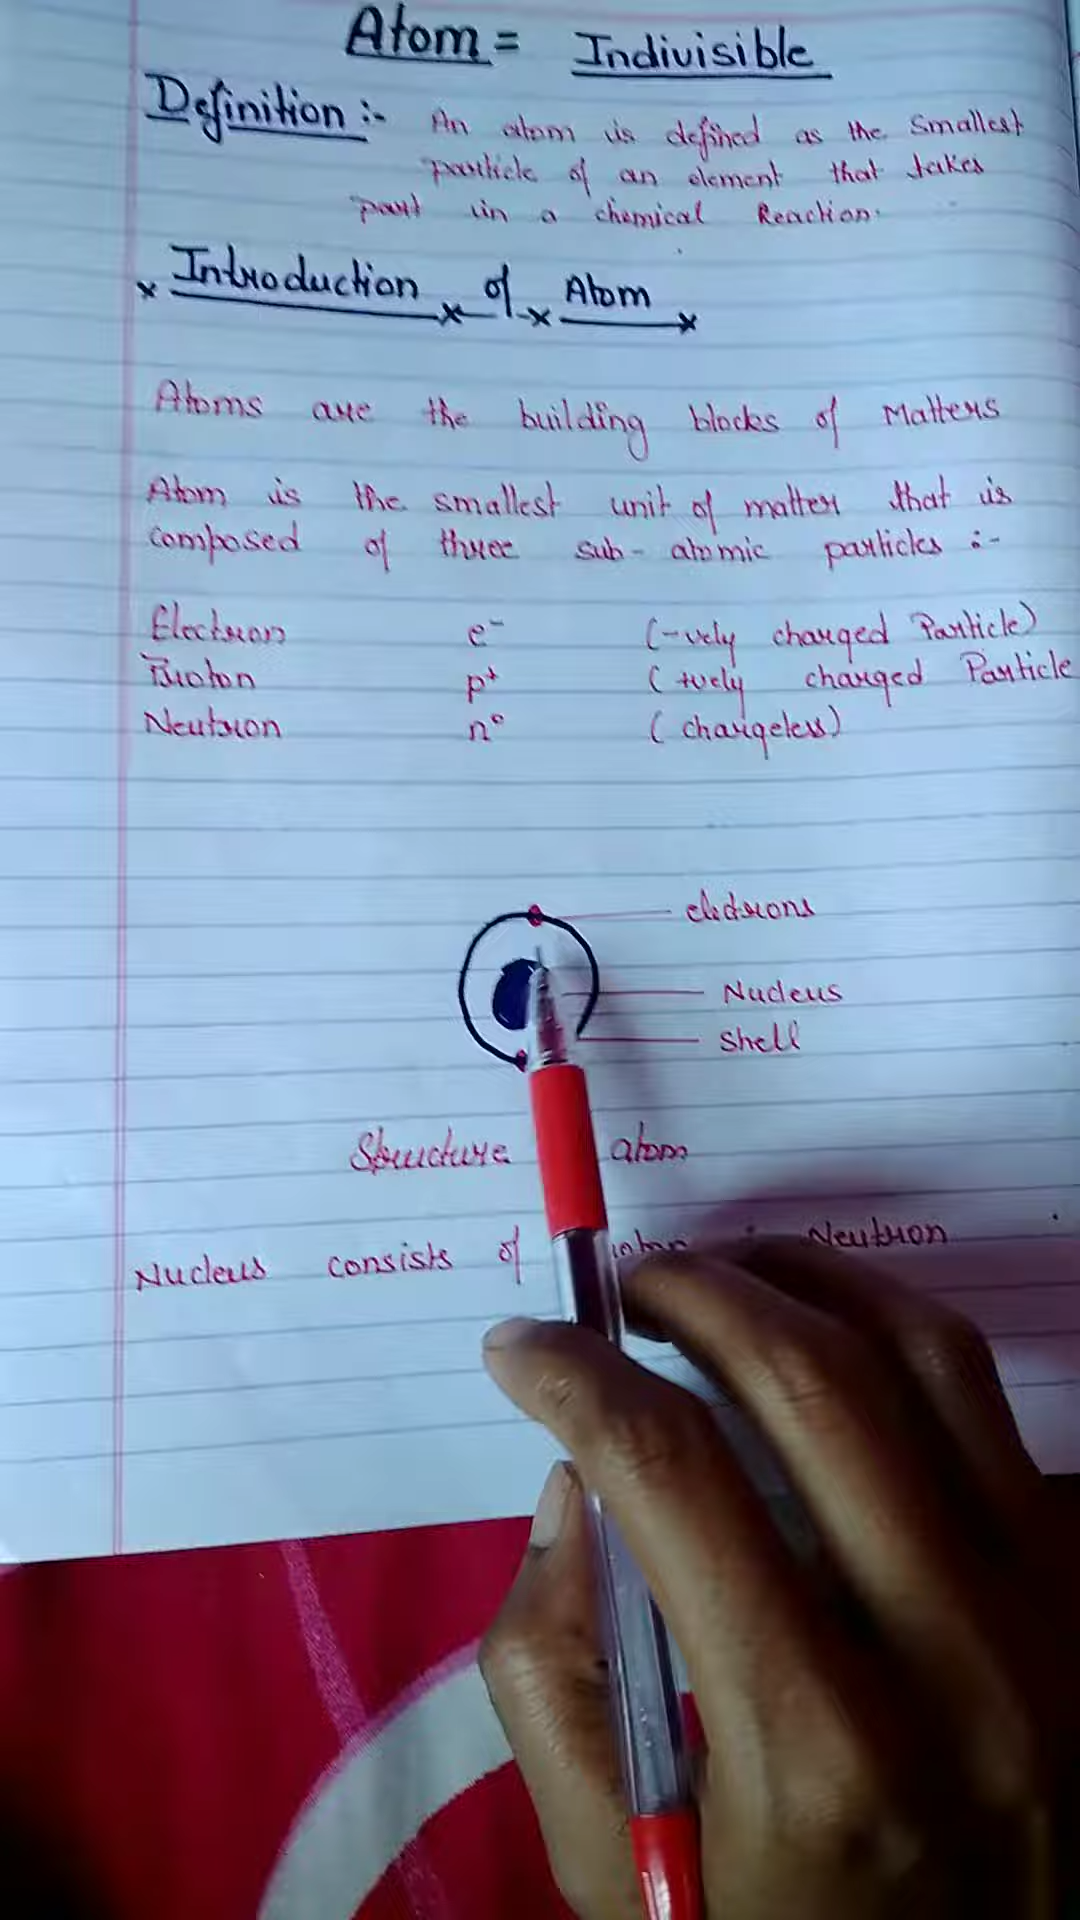 Atom = Indivisible
Definition :- An atom is defined as the smallest
particle of an element that takes
part in a chemical Reaction.
Introduction of Atom
Atoms are the building blocks of Matters
Atom is the smallest unit of matter that is
composed of three sub-atomic particles :-
Electron e⁻ (-vely charged Particle)
Proton p⁺ (+vely charged Particle
Neutron n° (chargeless)
electrons
Nucleus
Shell
Structure atom
Nucleus consists of Neutron